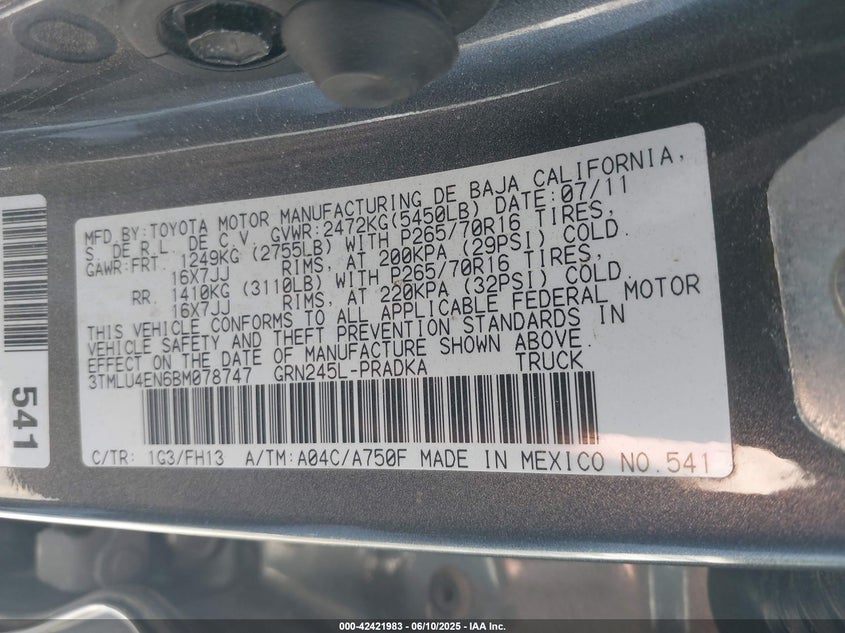 MFD.BY:TOYOTA MOTOR MANUFACTURING DE BAJA CALIFORNIA,
S. DE R.L. DE C.V. GVWR:2472KG(5450LB) DATE:07/11
GAWR:FRT. 1249KG (2755LB) WITH P265/70R16 TIRES,
16X7JJ RIMS, AT 200KPA (29PSI) COLD.
RR. 1410KG (3110LB) WITH P265/70R16 TIRES,
16X7JJ RIMS, AT 220KPA (32PSI) COLD.
THIS VEHICLE CONFORMS TO ALL APPLICABLE FEDERAL MOTOR
VEHICLE SAFETY AND THEFT PREVENTION STANDARDS IN
EFFECT ON THE DATE OF MANUFACTURE SHOWN ABOVE.
3TMLU4EN6BM078747 GRN245L-PRADKA TRUCK
C/TR: 1G3/FH13 A/TM:A04C/A750F MADE IN MEXICO NO.541
541
000-42421983 - 06/10/2025 - © IAA Inc.